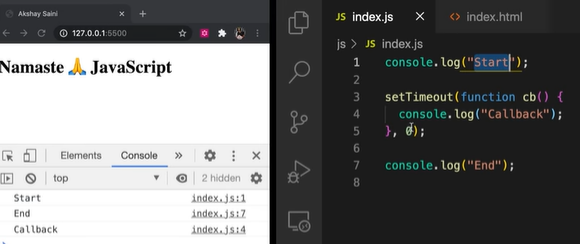 Akshay Saini
127.0.0.1:5500
Namaste 🙏 JavaScript
Elements Console »
top 2 hidden
Start index.js:1
End index.js:7
Callback index.js:4
JS index.js <> index.html
js > JS index.js
1 console.log("Start");
2
3 setTimeout(function cb() {
4 console.log("Callback");
5 }, 0);
6
7 console.log("End");
8